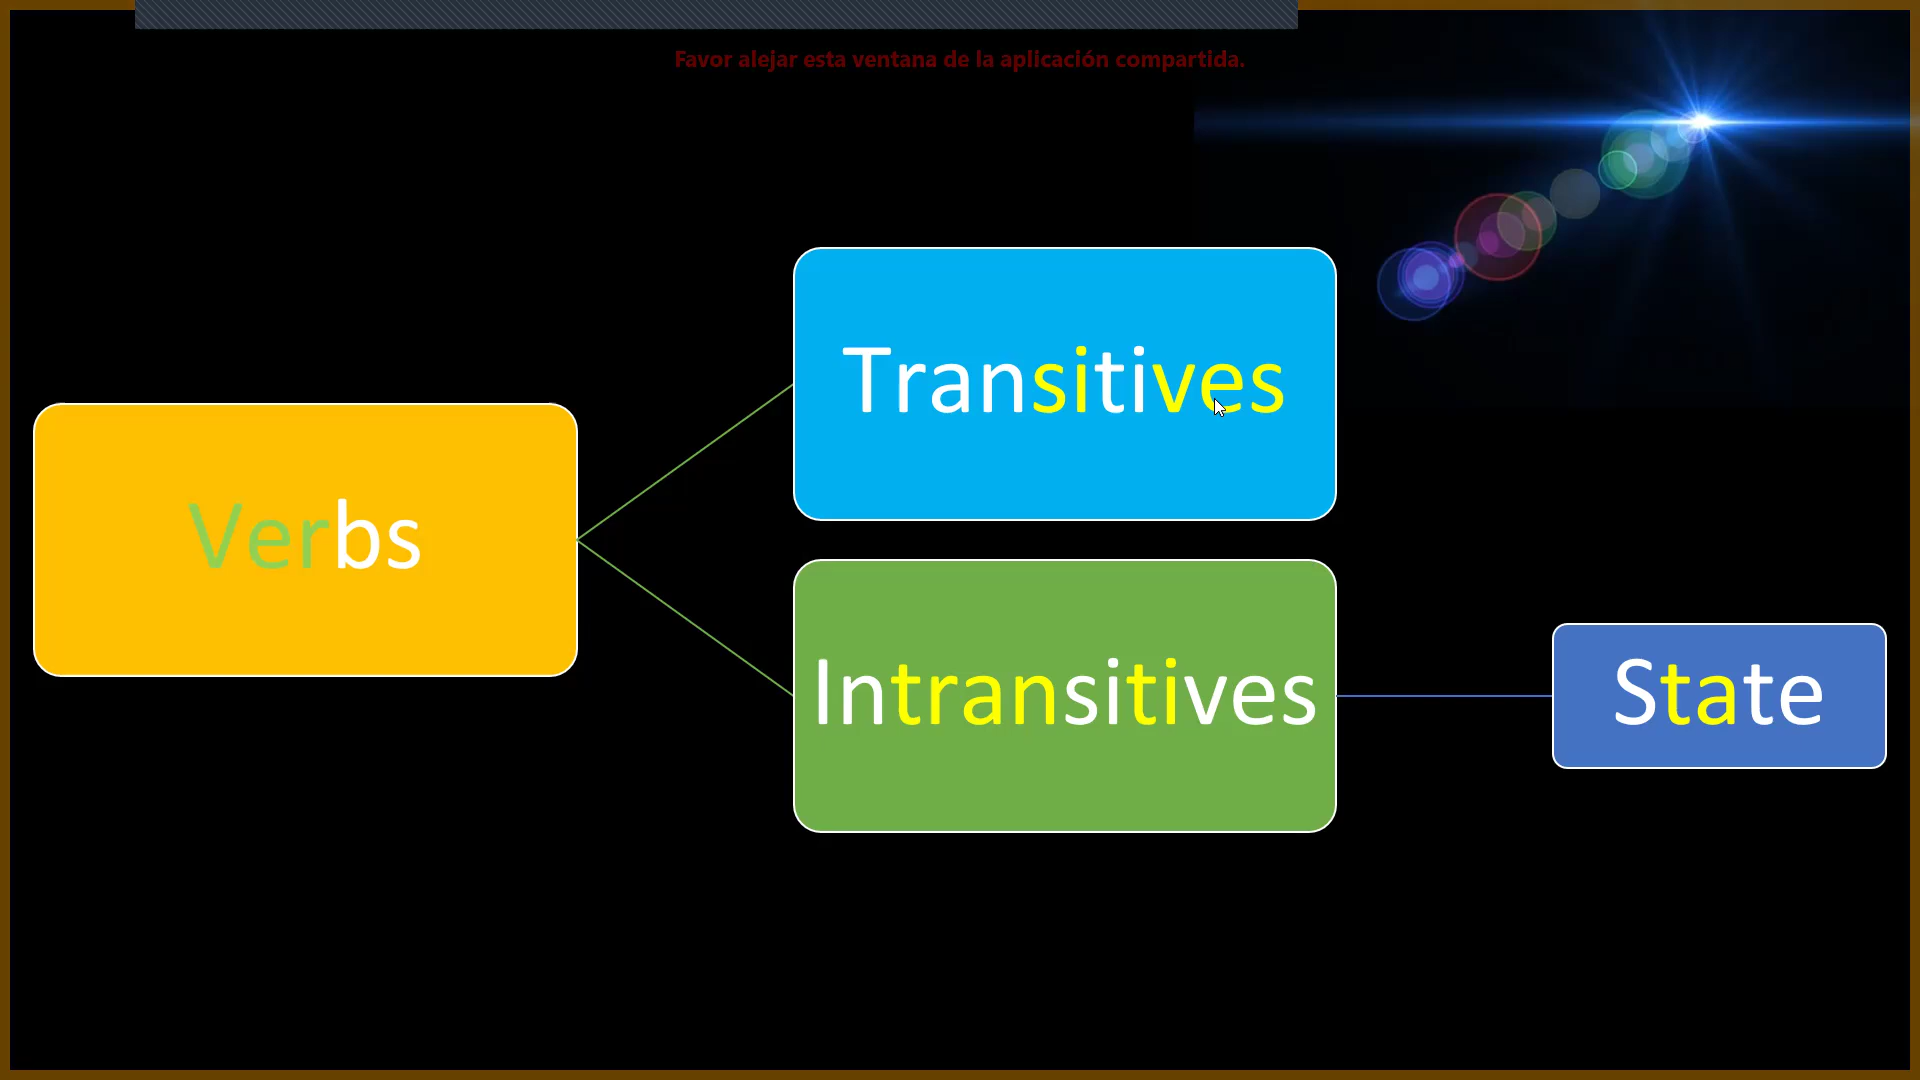 Favor alejar esta ventana de la aplicación compartida.
Transitives
Verbs
Intransitives
State